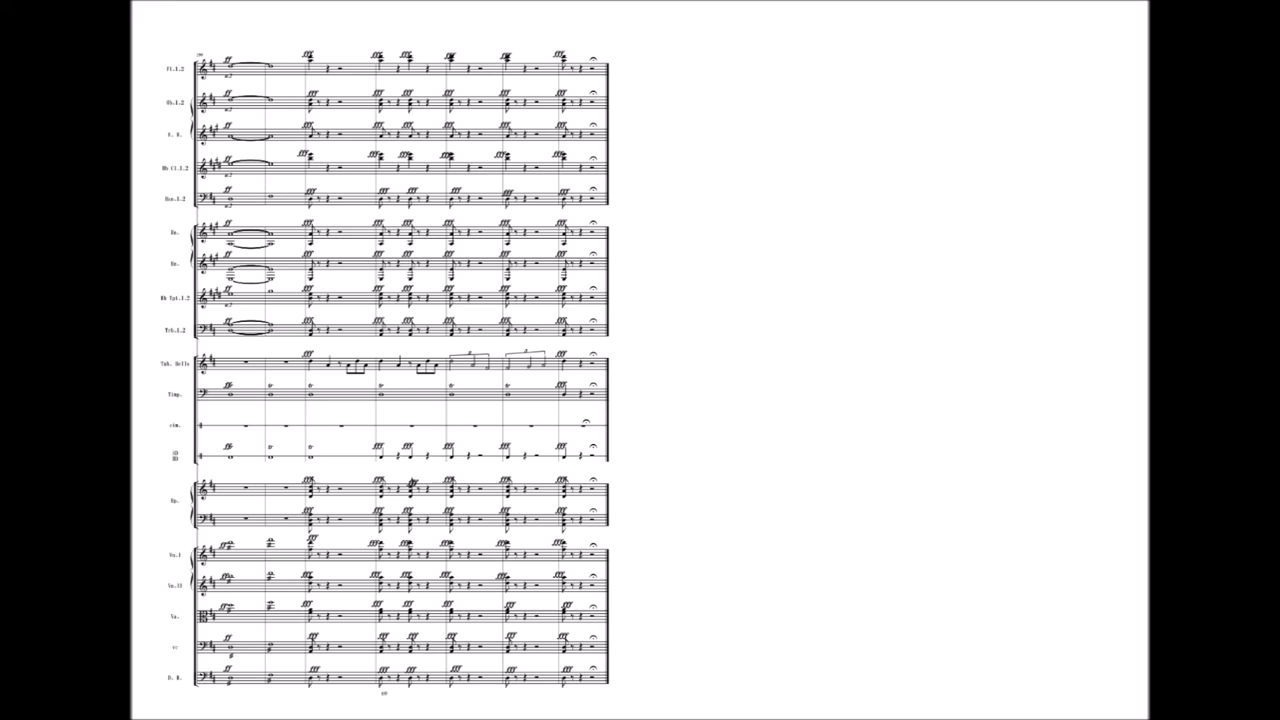 Fl.1.2
Ob.1.2
E. H.
Bb Cl.1.2
Bsn.1.2
Hn.
Hn.
Bb Tpt.1.2
Trb.1.2
Tub. Bells
Timp.
cim.
Hp.
Vn.I
Vn.II
Va.
vc
D. B.